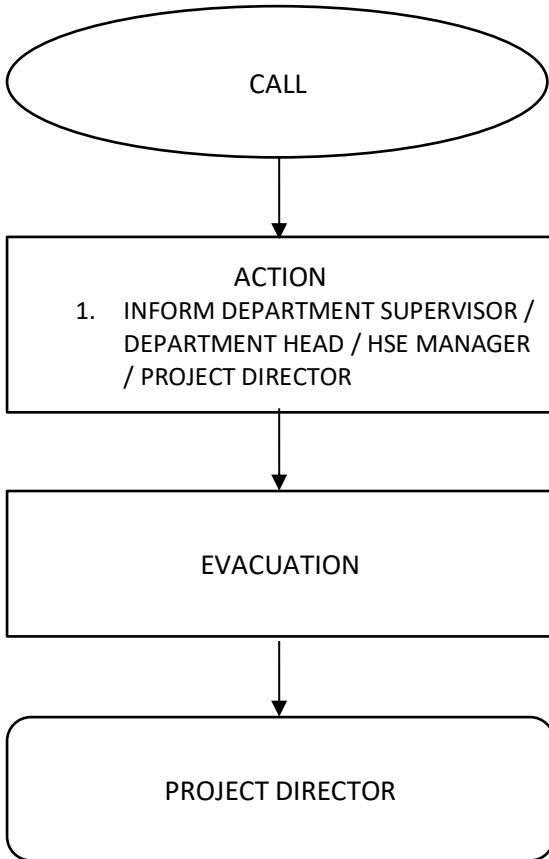 CALL
ACTION
1. INFORM DEPARTMENT SUPERVISOR /
DEPARTMENT HEAD / HSE MANAGER
/ PROJECT DIRECTOR
EVACUATION
PROJECT DIRECTOR